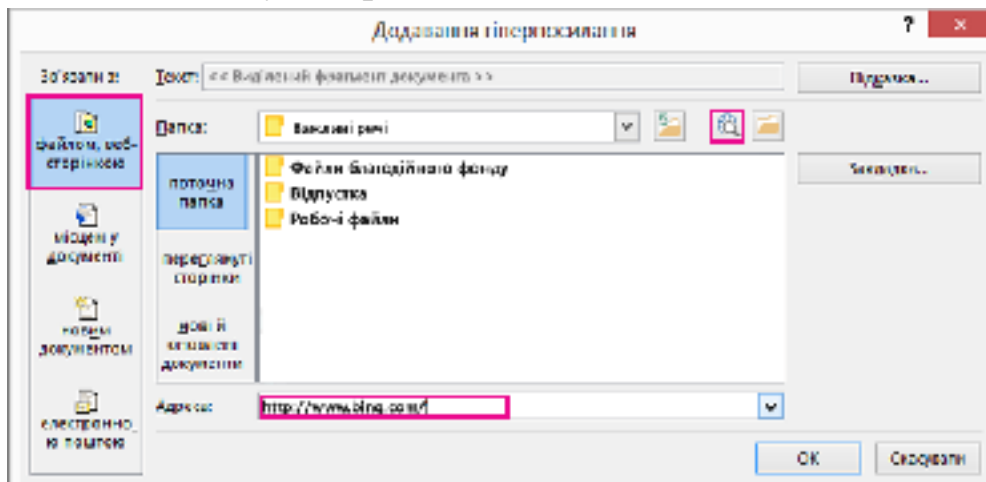 Додавання гіперпосилання
?
×
Зв'язати з:
Текст: << Виділений фрагмент документа >>
Підказка...
файлом, веб-
сторінкою
Папка:
Важливі речі
поточна
папка
Файли благодійного фонду
Відпустка
Робочі файли
Закладка...
місцем у
документі
переглянуті
сторінки
новим
документом
нові й
оновлені
документи
електронно_
ю поштою
Адреса: http://www.bing.com/
OK
Скасувати